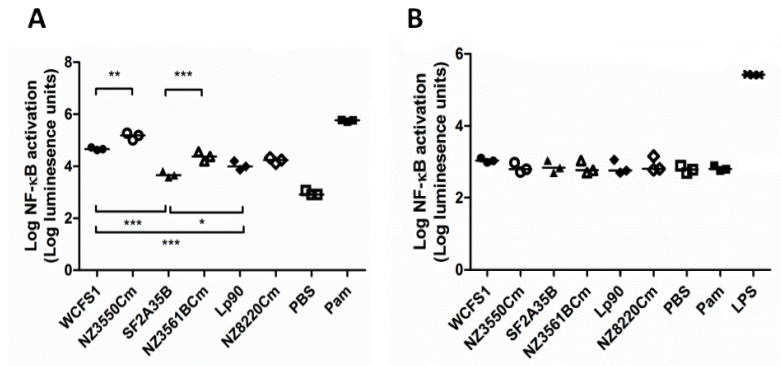 A
B
Log NF-κB activation
(Log luminesence units)
8
6
4
2
0
**
***
***
*
***
WCFS1
NZ3550Cm
SF2A35B
NZ3561BCm
Lp90
NZ8220Cm
PBS
Pam
Log NF-κB activation
(Log luminesence units)
6
4
2
0
WCFS1
NZ3550Cm
SF2A35B
NZ3561BCm
Lp90
NZ8220Cm
PBS
Pam
LPS